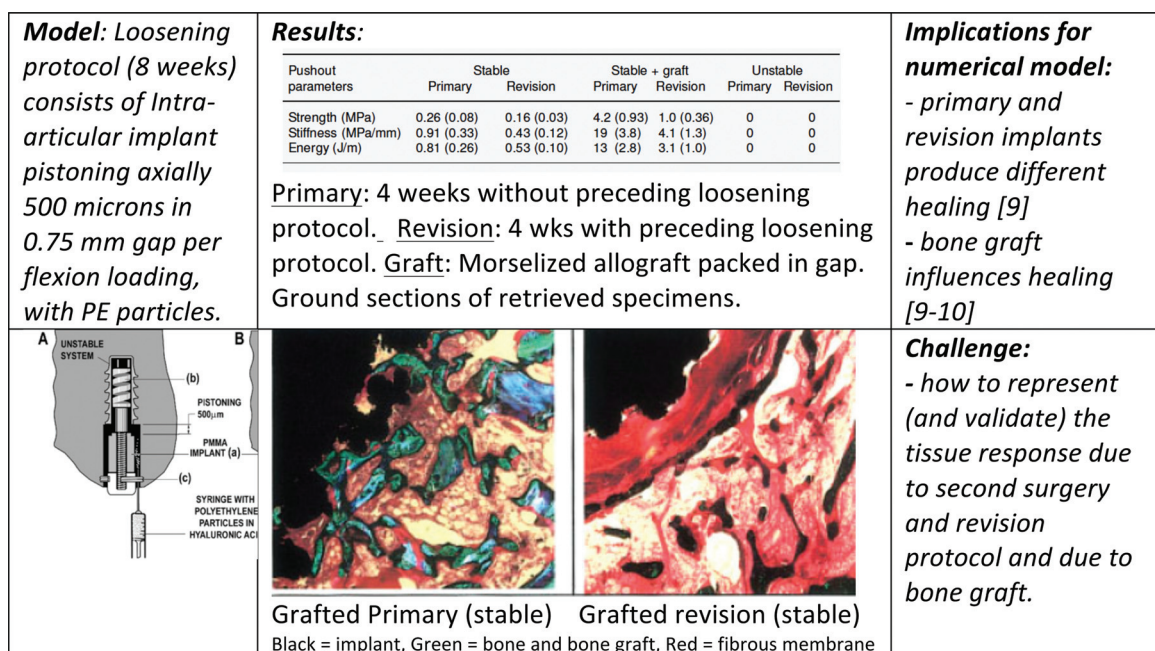 Model: Loosening
protocol (8 weeks)
consists of Intra-
articular implant
pistoning axially
500 microns in
0.75 mm gap per
flexion loading,
with PE particles.
Results:
Pushout parameters Stable Stable + graft Unstable
Primary Revision Primary Revision Primary Revision
Strength (MPa) 0.26 (0.08) 0.16 (0.03) 4.2 (0.93) 1.0 (0.36) 0 0
Stiffness (MPa/mm) 0.91 (0.33) 0.43 (0.12) 19 (3.8) 4.1 (1.3) 0 0
Energy (J/m) 0.81 (0.26) 0.53 (0.10) 13 (2.8) 3.1 (1.0) 0 0
Primary: 4 weeks without preceding loosening
protocol. Revision: 4 wks with preceding loosening
protocol. Graft: Morselized allograft packed in gap.
Ground sections of retrieved specimens.
Implications for
numerical model:
- primary and
revision implants
produce different
healing [9]
- bone graft
influences healing
[9-10]
A
B
UNSTABLE
SYSTEM
(b)
PISTONING
500μm
PMMA
IMPLANT (a)
(c)
SYRINGE WITH
POLYETHYLENE
PARTICLES IN
HYALURONIC ACI
Grafted Primary (stable) Grafted revision (stable)
Black = implant, Green = bone and bone graft, Red = fibrous membrane
Challenge:
- how to represent
(and validate) the
tissue response due
to second surgery
and revision
protocol and due to
bone graft.